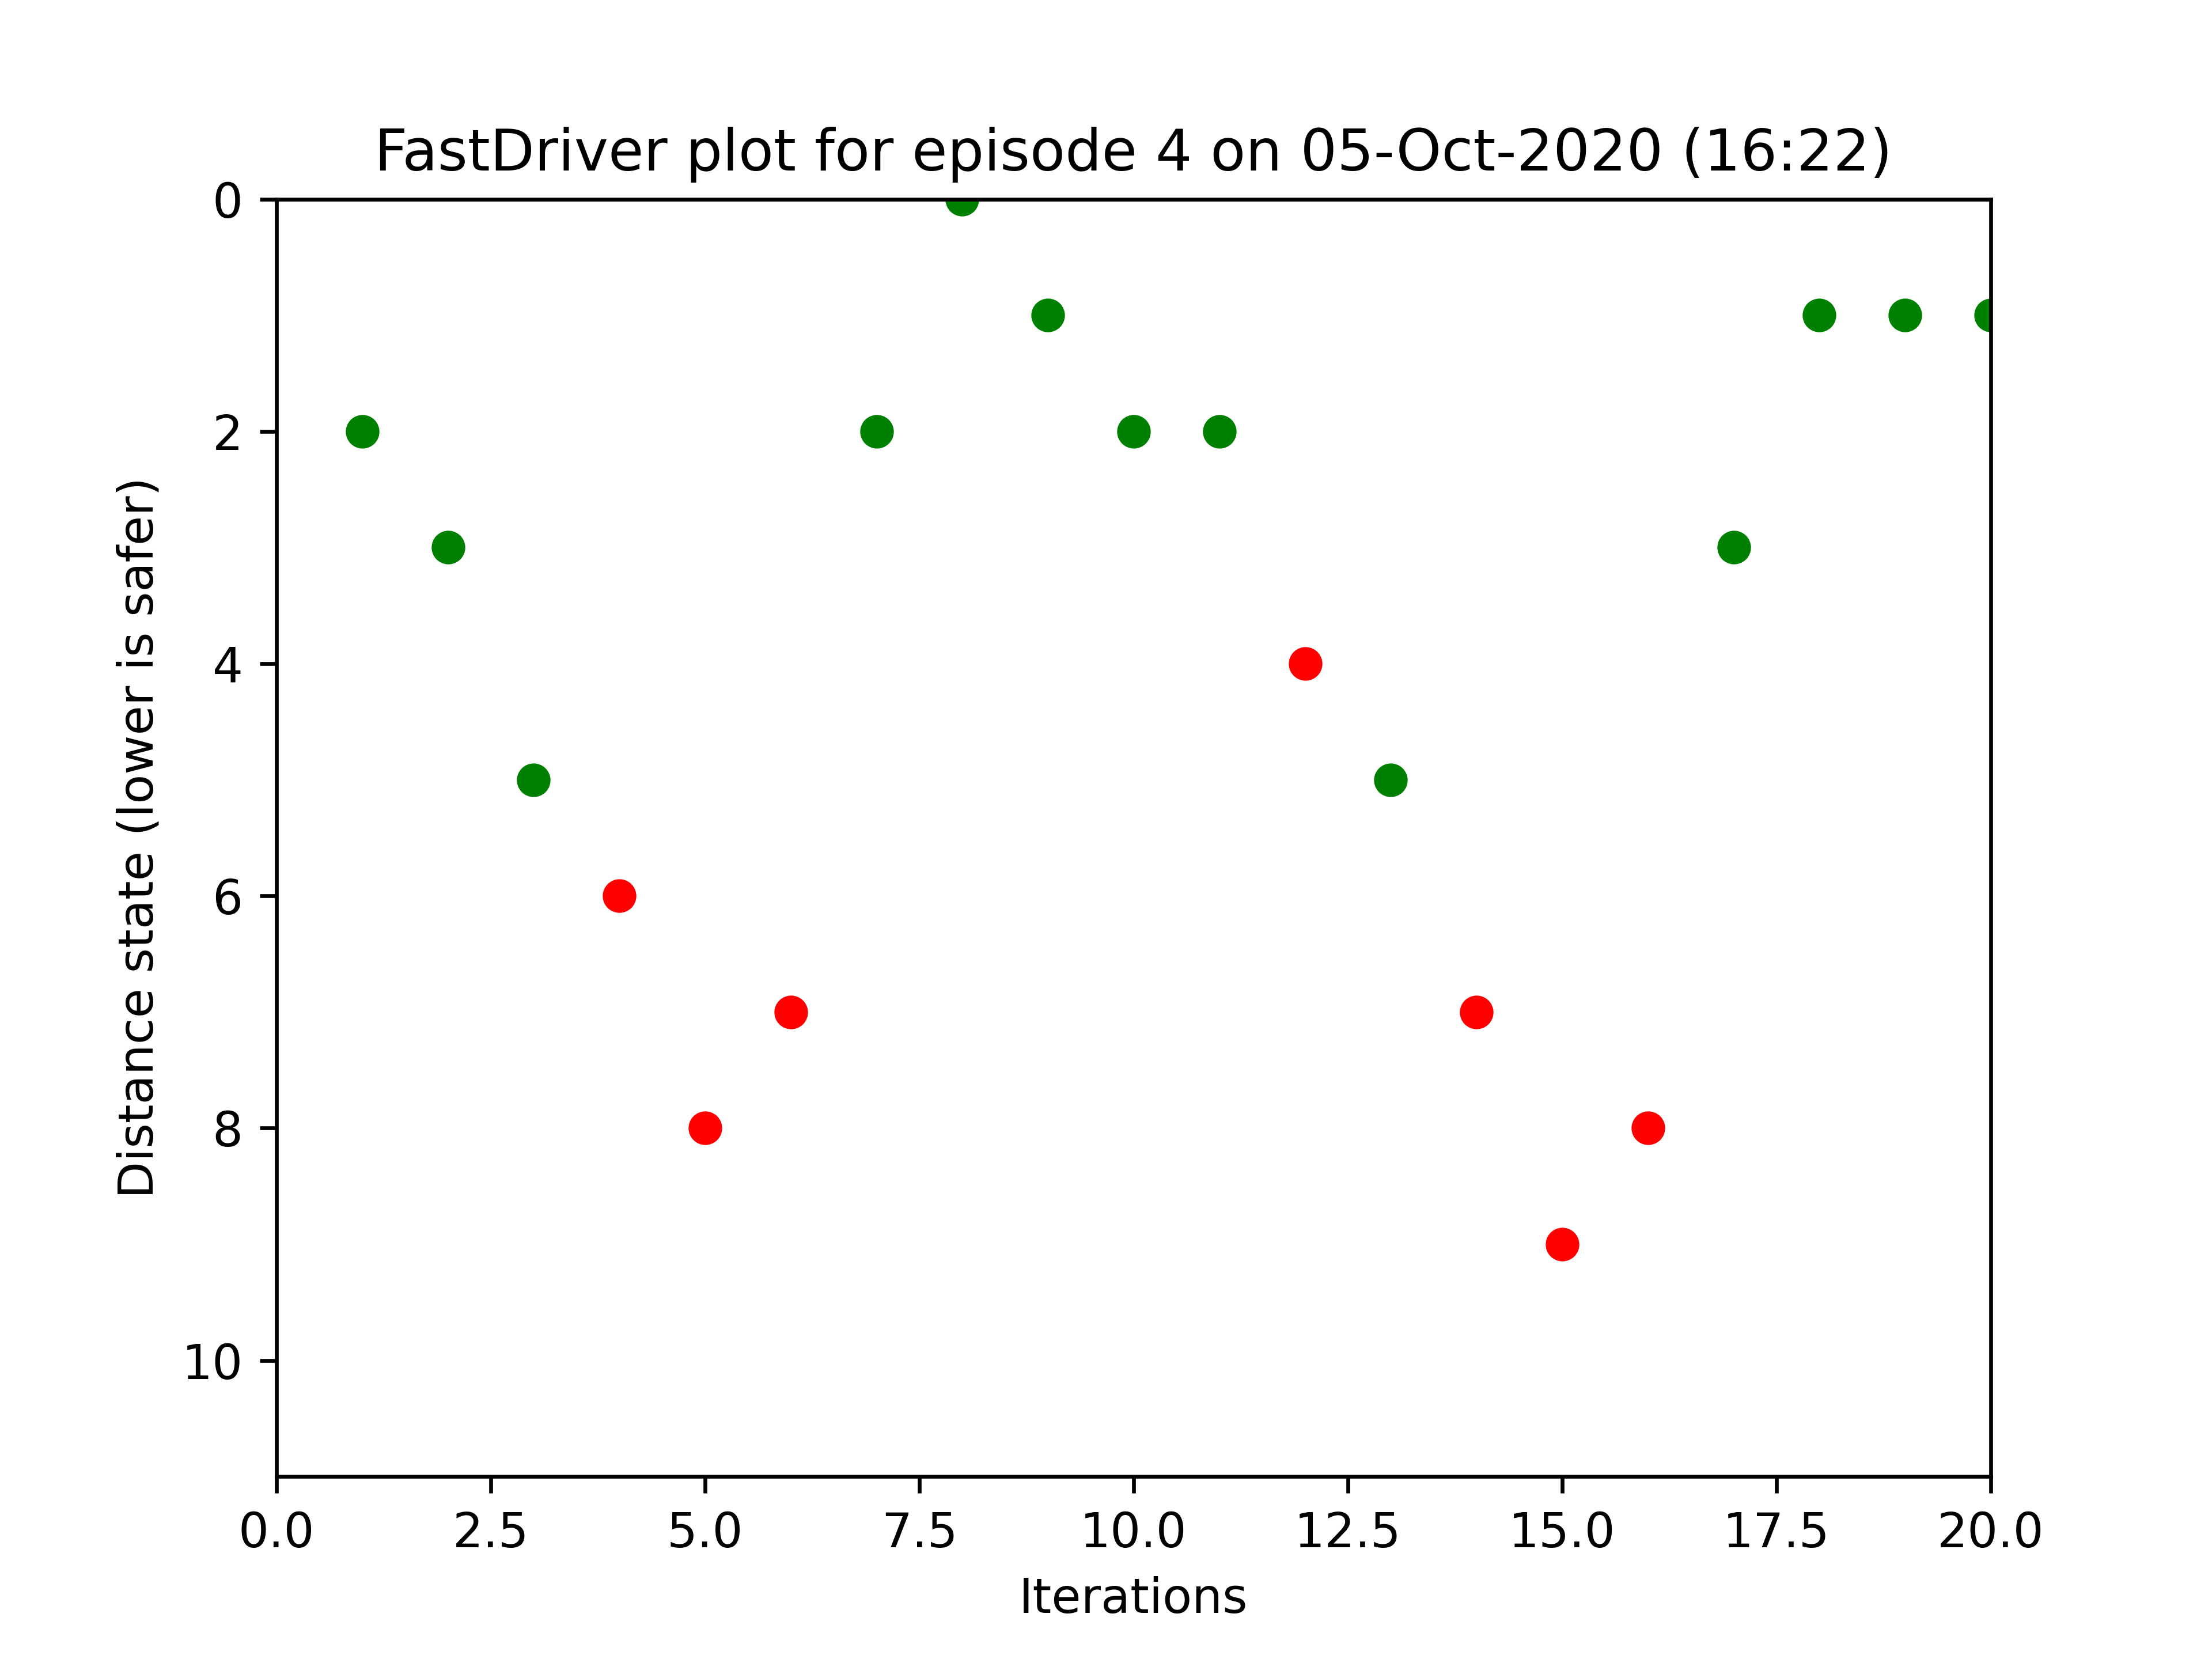 FastDriver plot for episode 4 on 05-Oct-2020 (16:22)
0
2
4
6
8
10
Distance state (lower is safer)
0.0 2.5 5.0 7.5 10.0 12.5 15.0 17.5 20.0
Iterations